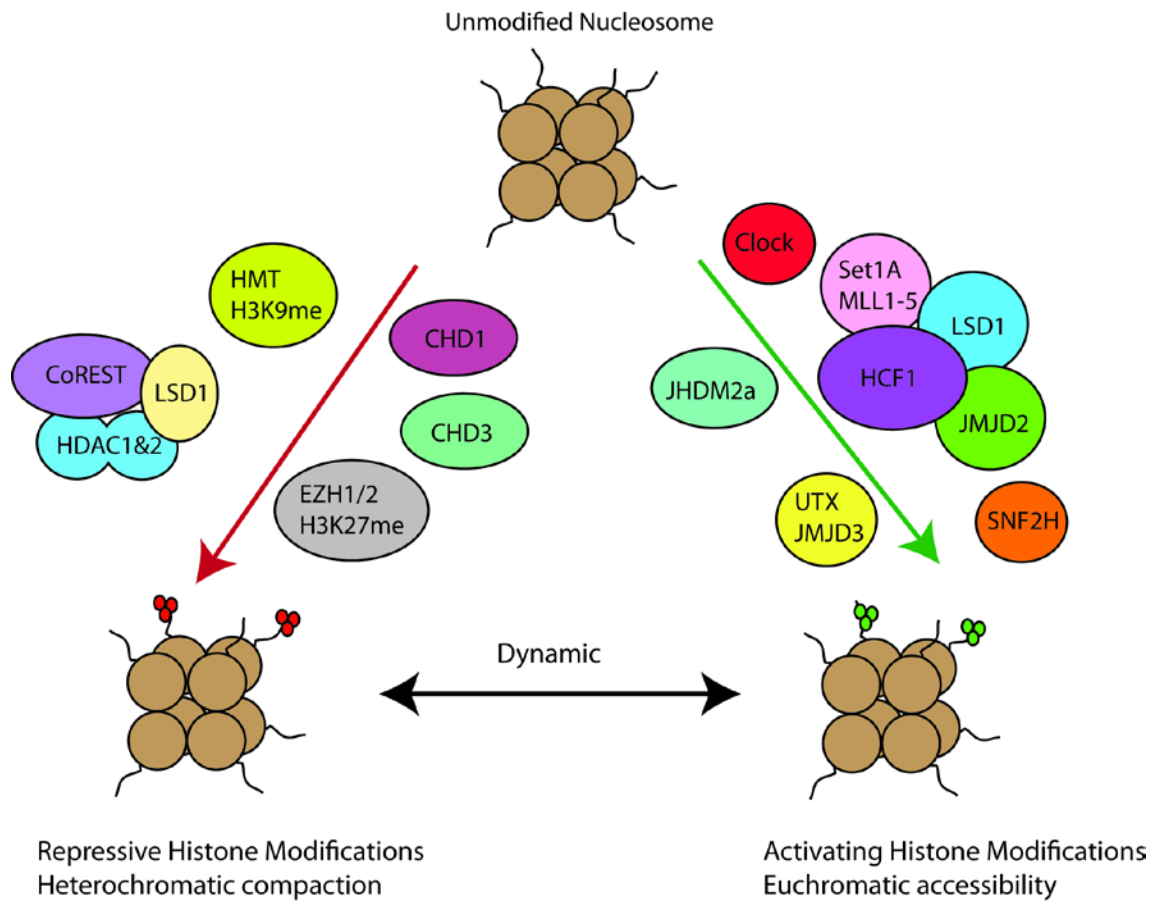 Unmodified Nucleosome
Clock
HMT
H3K9me
Set1A
MLL1-5
LSD1
CHD1
CoREST
LSD1
HDAC1&2
JHDM2a
HCF1
JMJD2
CHD3
EZH1/2
H3K27me
UTX
JMJD3
SNF2H
Dynamic
Repressive Histone Modifications
Heterochromatic compaction
Activating Histone Modifications
Euchromatic accessibility